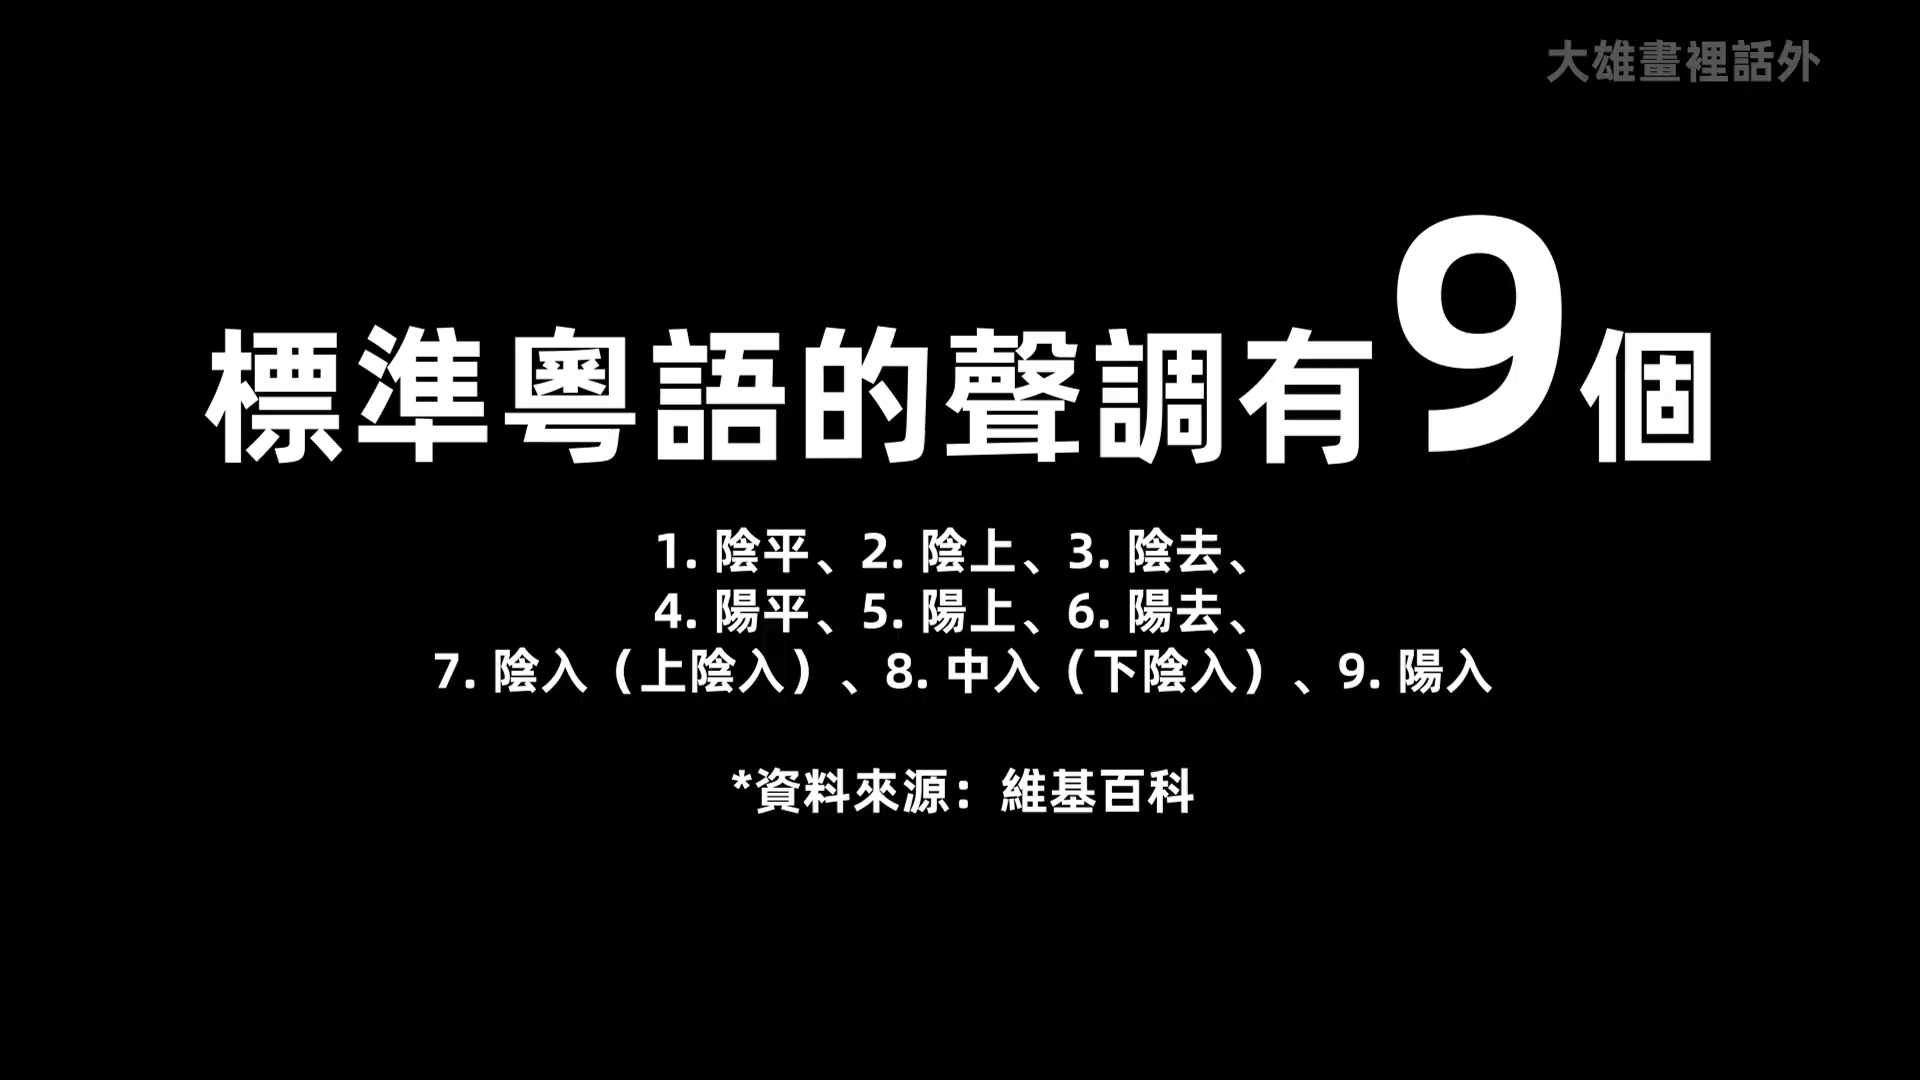 大雄畫裡話外
標準粵語的聲調有9個
1. 陰平、2. 陰上、3. 陰去、
4. 陽平、5. 陽上、6. 陽去、
7. 陰入（上陰入）、8. 中入（下陰入）、9. 陽入
*資料來源：維基百科